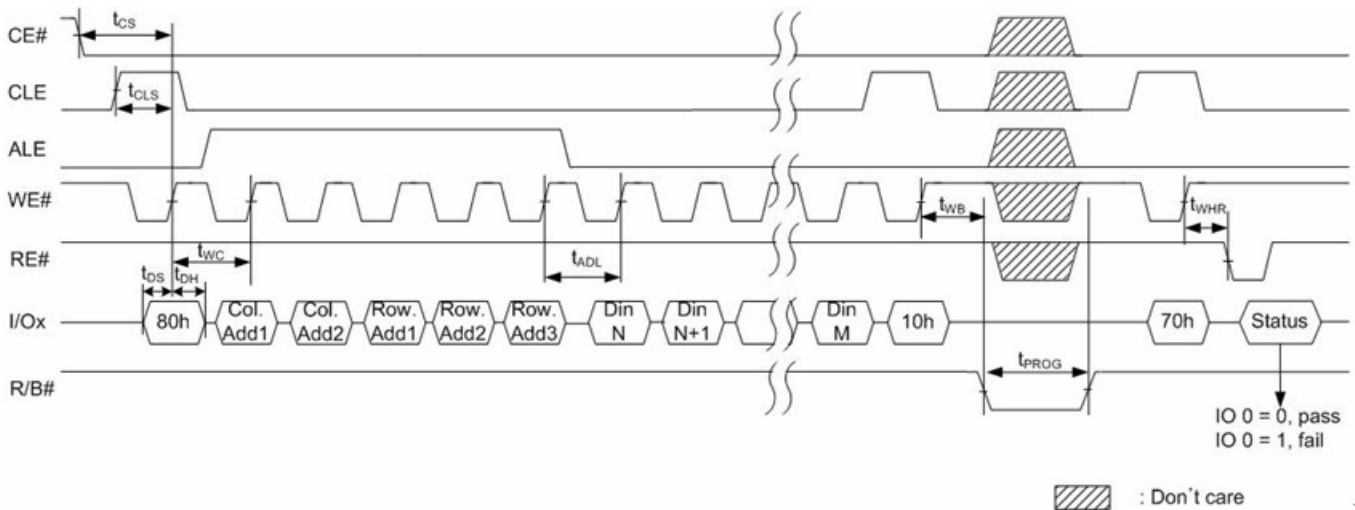 CE#
tCS
CLE
tCLS
ALE
WE#
tWC
tADL
tWB
tWHR
RE#
tDS
tDH
I/Ox
80h
Col.
Add1
Col.
Add2
Row.
Add1
Row.
Add2
Row.
Add3
Din
N
Din
N+1
Din
M
10h
70h
Status
R/B#
tPROG
IO 0 = 0, pass
IO 0 = 1, fail
: Don't care